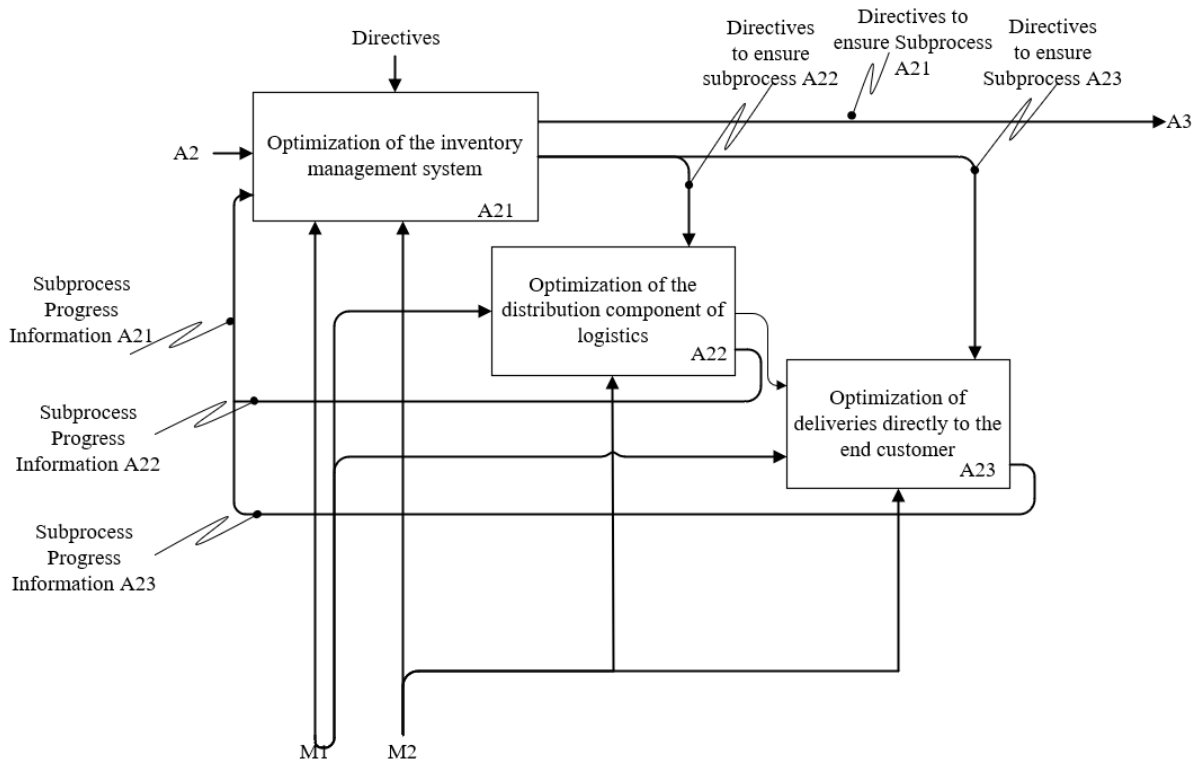 Directives
Directives
to ensure
subprocess A22
Directives to
ensure Subprocess
A21
Directives
to ensure
Subprocess A23
A2
Optimization of the inventory
management system
A21
A3
Subprocess
Progress
Information A21
Optimization of the
distribution component of
logistics
A22
Subprocess
Progress
Information A22
Optimization of
deliveries directly to the
end customer
A23
Subprocess
Progress
Information A23
M1
M2